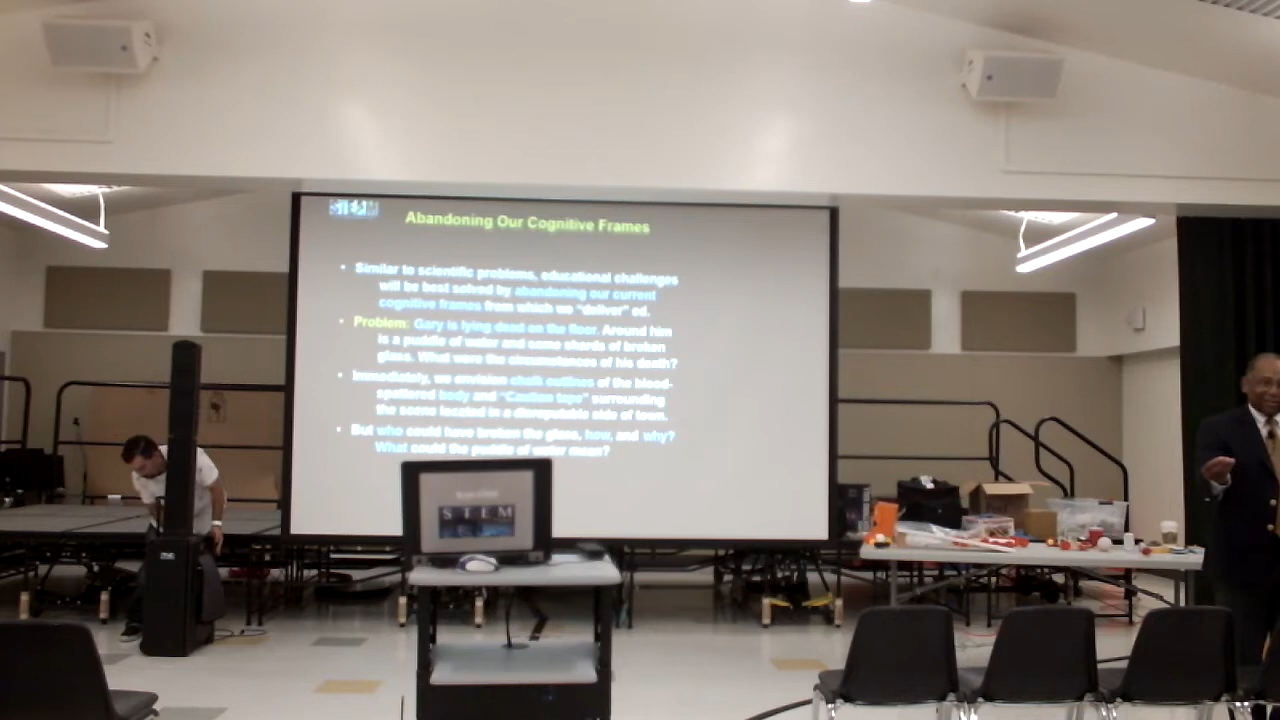 Abandoning Our Cognitive Frames
• Similar to scientific problems, educational challenges
will be best solved by abandoning our current
cognitive frames from which we "deliver" ed.
• Problem: Gary is lying dead on the floor. Around him
is a puddle of water and some shards of broken
glass. What were the circumstances of his death?
• Immediately, we envision chalk outlines of the blood-
spattered body and "Caution tape" surrounding
the scene located in a disreputable side of town.
• But who could have broken the glass, how, and why?
What could the puddle of water mean?
STEM